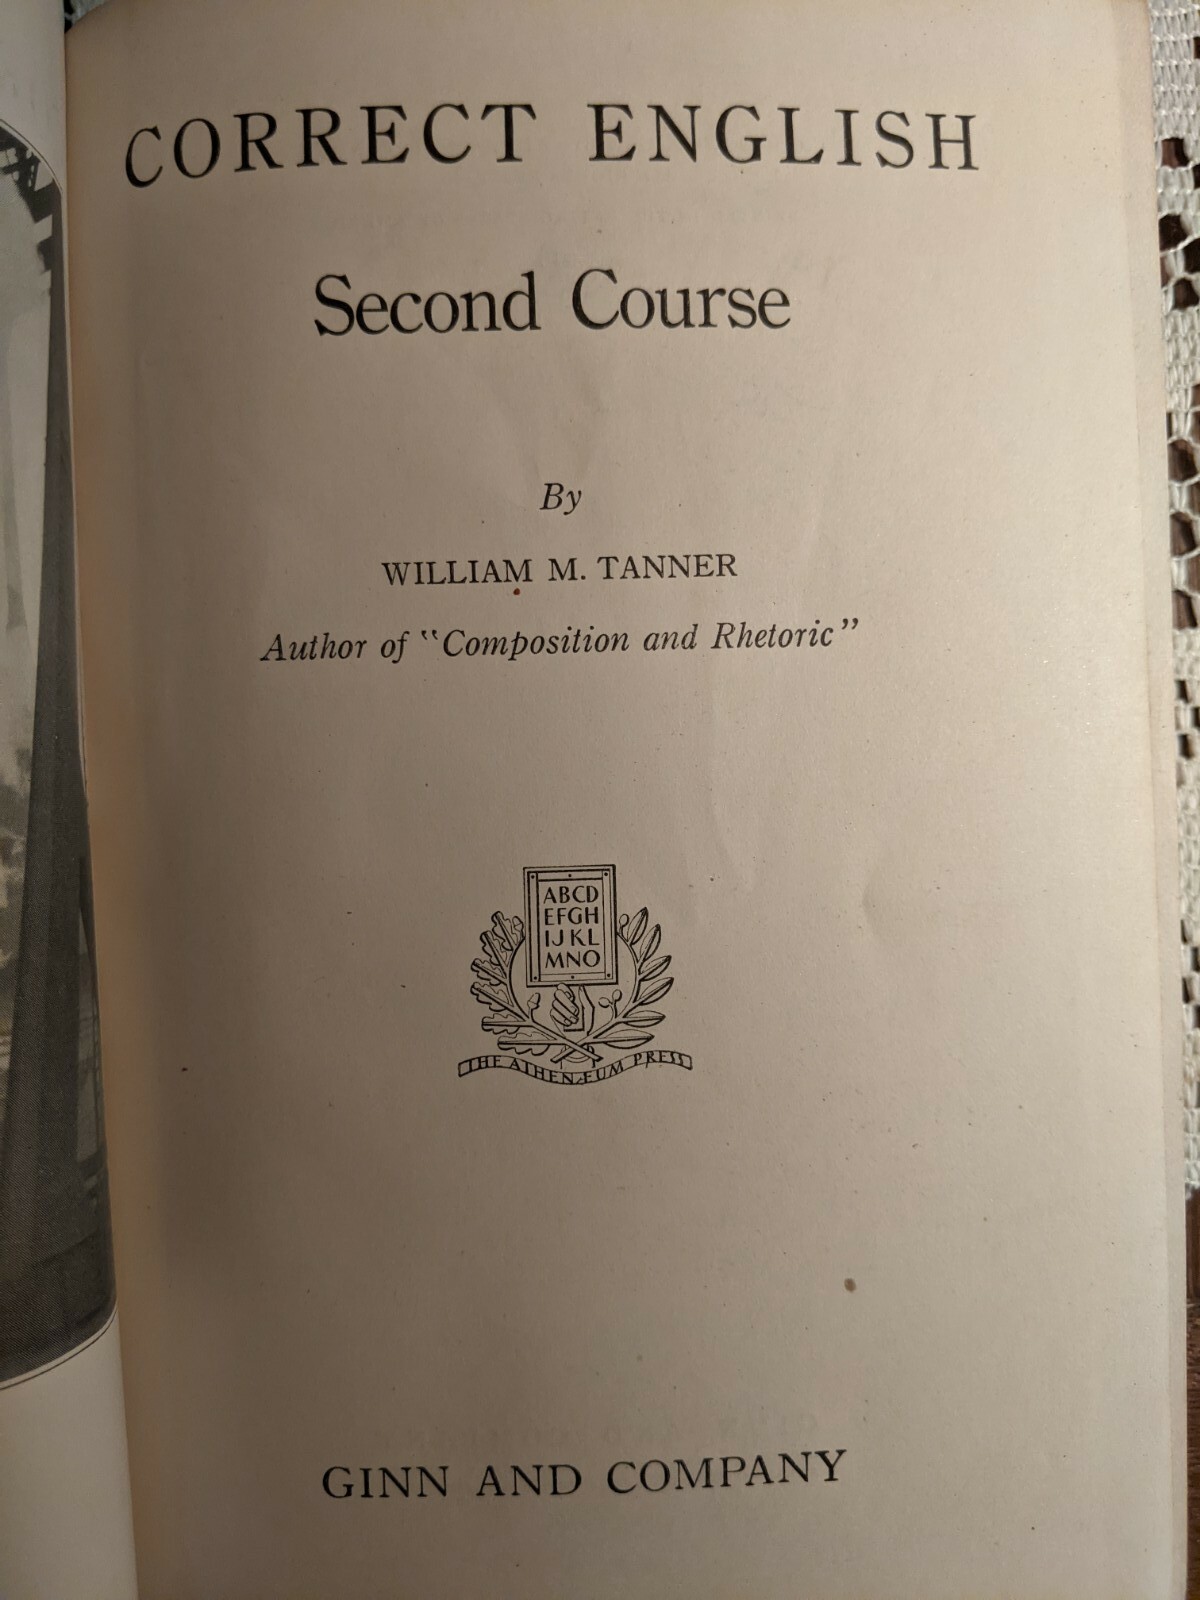 CORRECT ENGLISH
Second Course
By
WILLIAM M. TANNER
Author of "Composition and Rhetoric"
ABCD
EFGH
IJKL
MNO
THE ATHENÆUM PRESS
GINN AND COMPANY